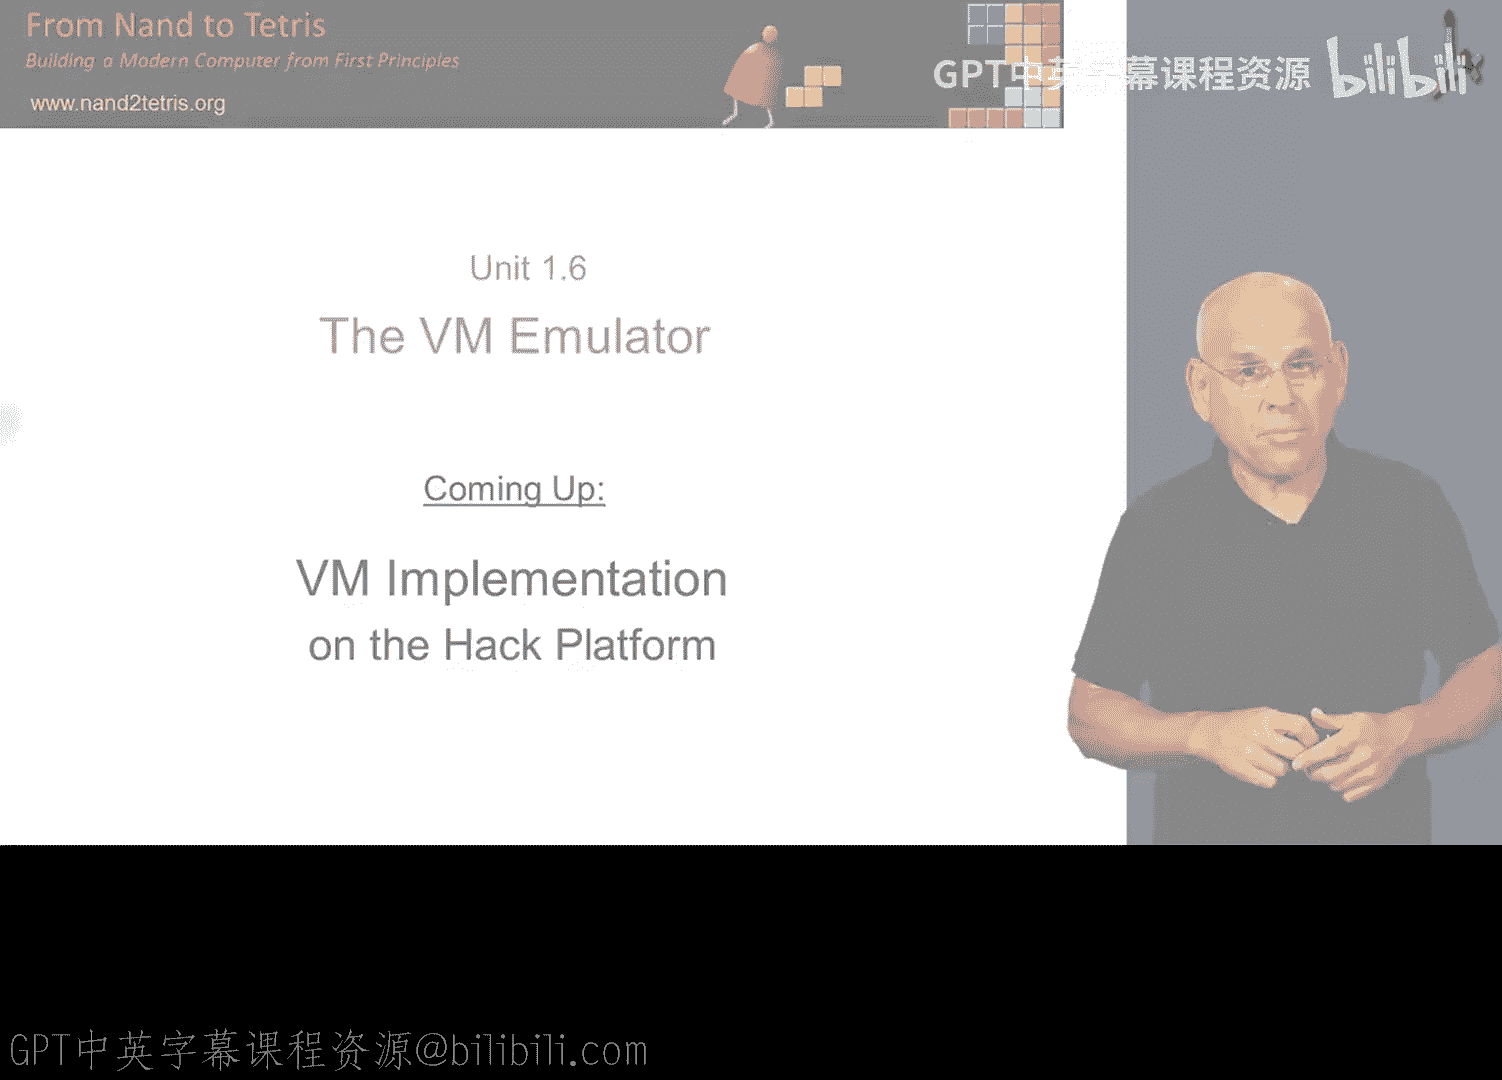 From Nand to Tetris
Building a Modern Computer from First Principles
www.nand2tetris.org
GPT中英字幕课程资源 bilibili
Unit 1.6
The VM Emulator
Coming Up:
VM Implementation
on the Hack Platform
GPT中英字幕课程资源@bilibili.com